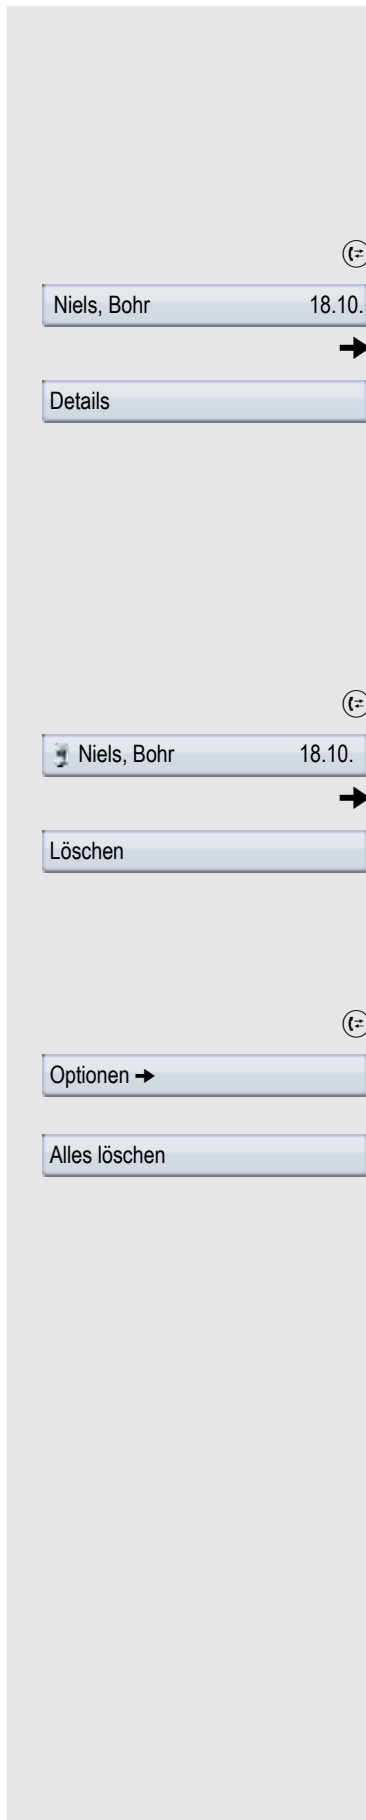 Niels, Bohr 18.10.
→
Details
Niels, Bohr 18.10.
→
Löschen
Optionen →
Alles löschen